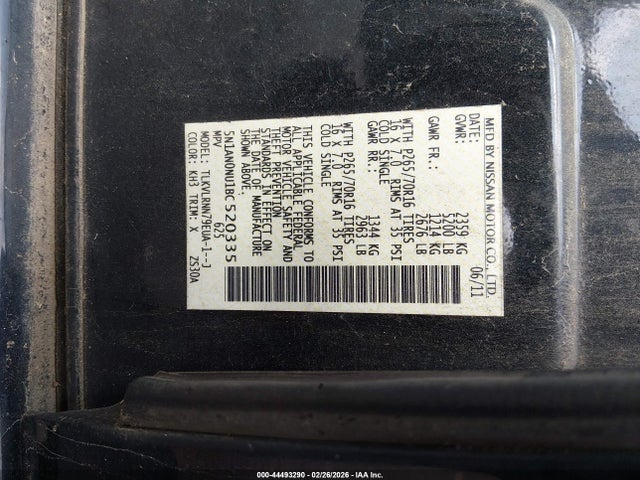 MFD BY NISSAN MOTOR CO., LTD.
DATE: 06/11
GVWR: 2359 KG
5200 LB
GAWR FR: 1214 KG
2676 LB
WITH P265/70R16 TIRES
16 X 7.0 RIMS AT 35 PSI
COLD SINGLE
GAWR RR: 1344 KG
2963 LB
WITH P265/70R16 TIRES
16 X 7.0 RIMS AT 35 PSI
COLD SINGLE
THIS VEHICLE CONFORMS TO
ALL APPLICABLE FEDERAL
MOTOR VEHICLE SAFETY AND
THEFT PREVENTION
STANDARDS IN EFFECT ON
THE DATE OF MANUFACTURE
SHOWN ABOVE.
5N1AN0NU1BC520335
MPV 625
MODEL: TLKVLRNN79EUA-1--J
COLOR: KH3 TRIM: X ZS30A
000-44493290 - 02/26/2026 - IAA Inc.